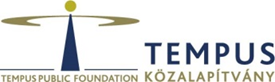 TEMPUS PUBLIC FOUNDATION
TEMPUS
KÖZALAPÍTVÁNY